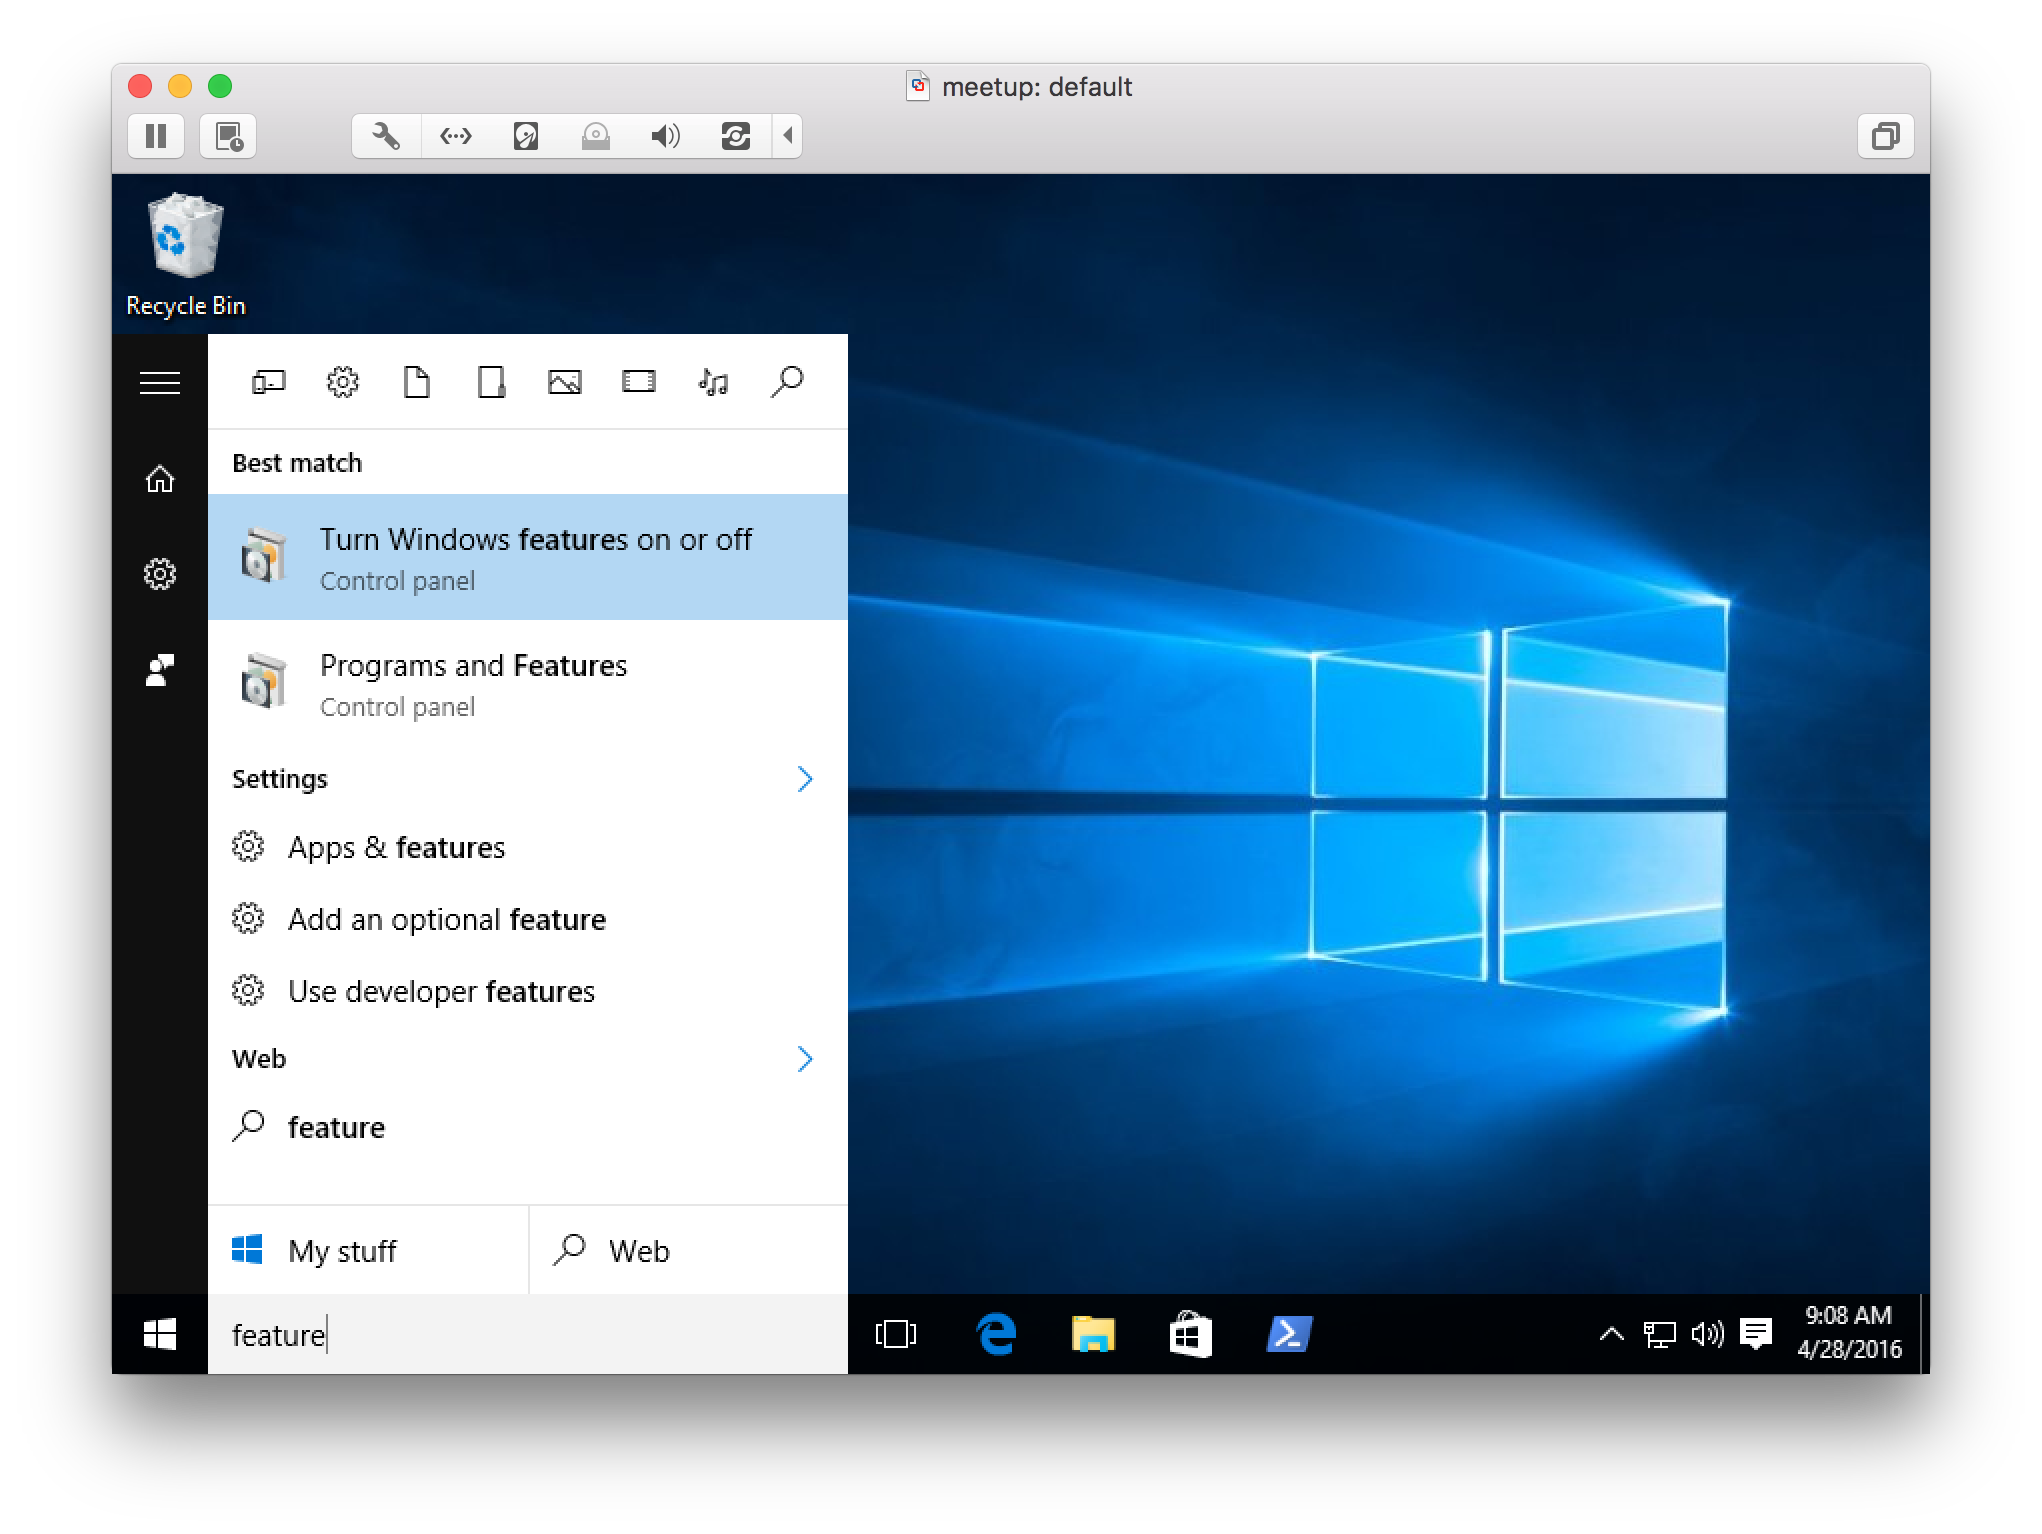 meetup: default
Recycle Bin
Best match
Turn Windows features on or off
Control panel
Programs and Features
Control panel
Settings
Apps & features
Add an optional feature
Use developer features
Web
feature
My stuff
Web
feature
9:08 AM
4/28/2016